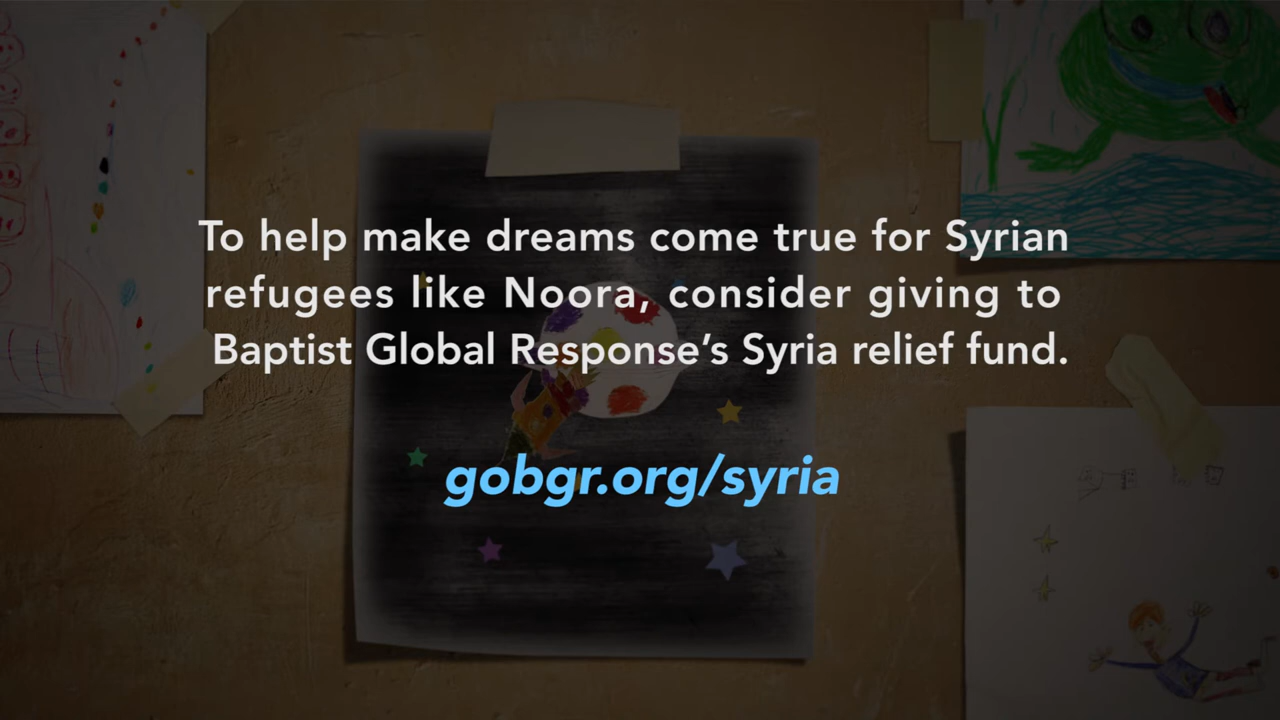 To help make dreams come true for Syrian
refugees like Noora, consider giving to
Baptist Global Response’s Syria relief fund.
gobgr.org/syria